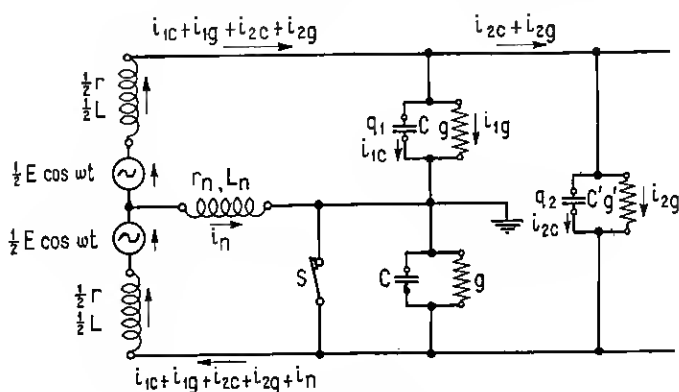 i1c+i1g+i2c+i2g
i2c+i2g
½r
½L
q1 C g i1g
i1c
½E cos ωt
rn, Ln
q2 C'g' i2g
i2c
in
½E cos ωt
S C g
½r
½L
i1c+i1g+i2c+i2g+in